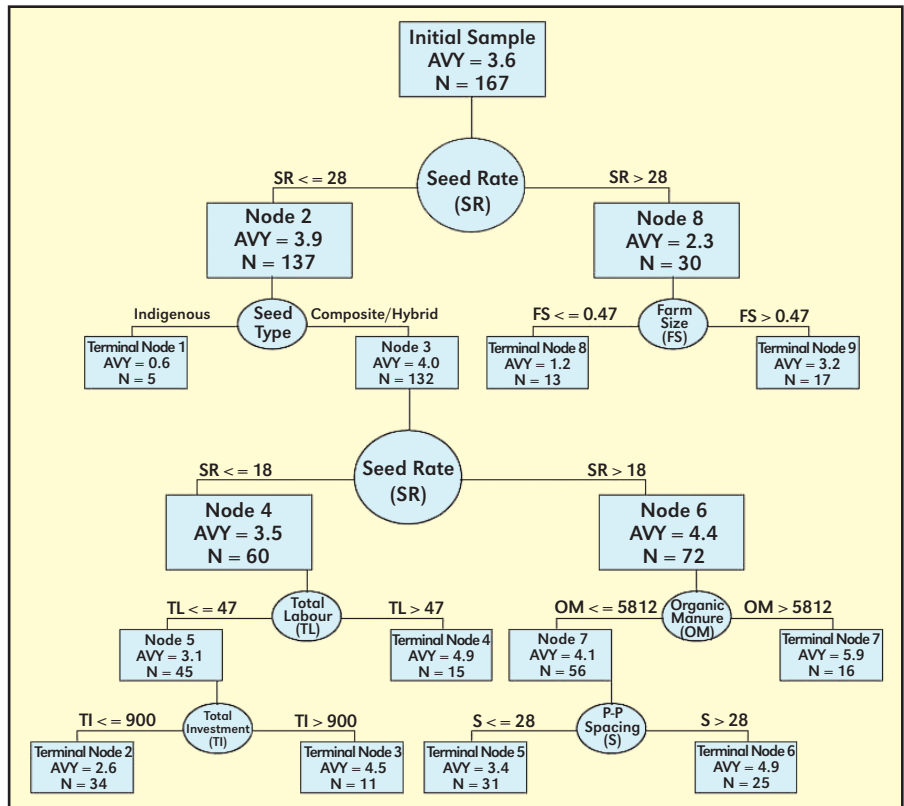 Initial Sample
AVY = 3.6
N = 167
SR <= 28
Seed Rate
(SR)
SR > 28
Node 2
AVY = 3.9
N = 137
Node 8
AVY = 2.3
N = 30
Indigenous
Seed
Type
Composite/Hybrid
FS <= 0.47
Farm
Size
(FS)
FS > 0.47
Terminal Node 1
AVY = 0.6
N = 5
Node 3
AVY = 4.0
N = 132
Terminal Node 8
AVY = 1.2
N = 13
Terminal Node 9
AVY = 3.2
N = 17
SR <= 18
Seed Rate
(SR)
SR > 18
Node 4
AVY = 3.5
N = 60
Node 6
AVY = 4.4
N = 72
TL <= 47
Total
Labour
(TL)
TL > 47
OM <= 5812
Organic
Manure
(OM)
OM > 5812
Node 5
AVY = 3.1
N = 45
Terminal Node 4
AVY = 4.9
N = 15
Node 7
AVY = 4.1
N = 56
Terminal Node 7
AVY = 5.9
N = 16
TI <= 900
Total
Investment
(TI)
TI > 900
S <= 28
P-P
Spacing
(S)
S > 28
Terminal Node 2
AVY = 2.6
N = 34
Terminal Node 3
AVY = 4.5
N = 11
Terminal Node 5
AVY = 3.4
N = 31
Terminal Node 6
AVY = 4.9
N = 25